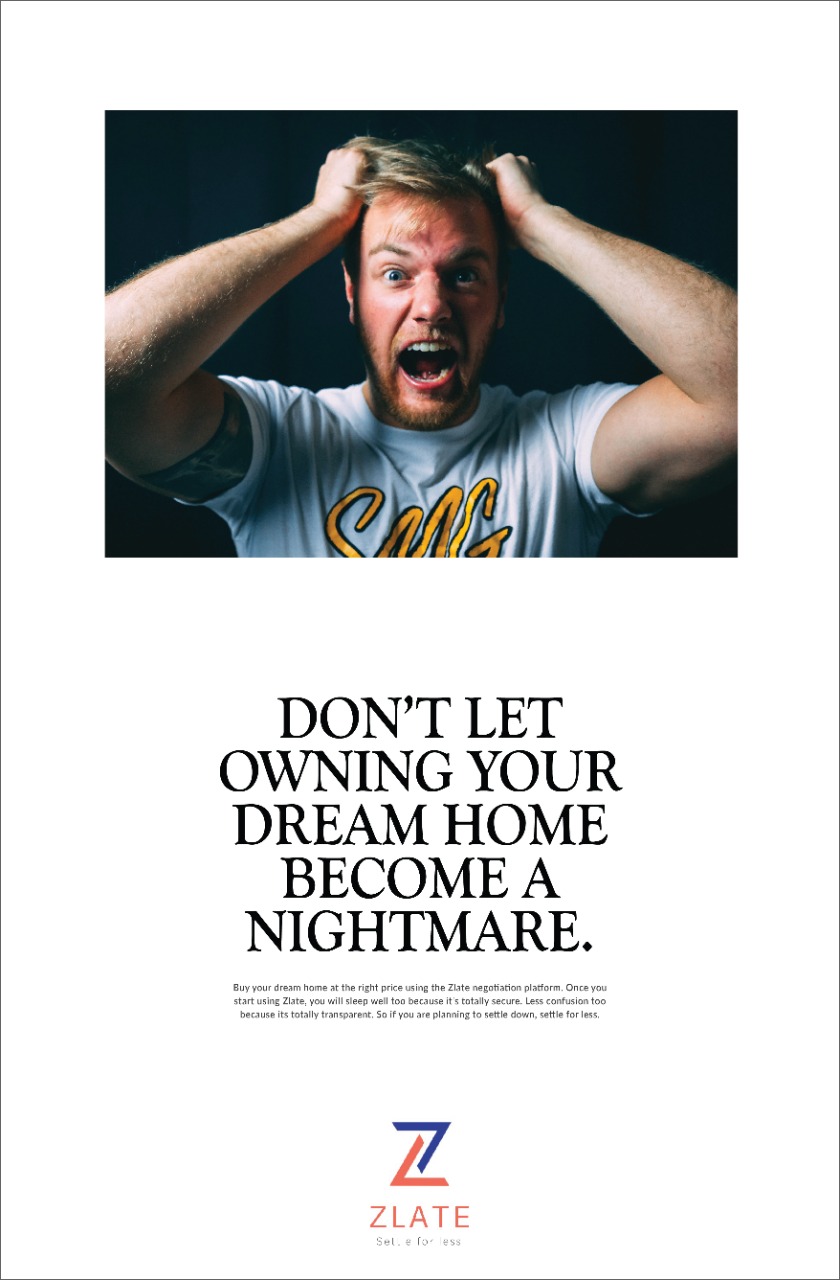 DON'T LET
OWNING YOUR
DREAM HOME
BECOME A
NIGHTMARE.
Buy your dream home at the right price using the Zlate negotiation platform. Once you
start using Zlate, you will sleep well too because it's totally secure. Less confusion too
because its totally transparent. So if you are planning to settle down, settle for less.
ZLATE
Settle for less